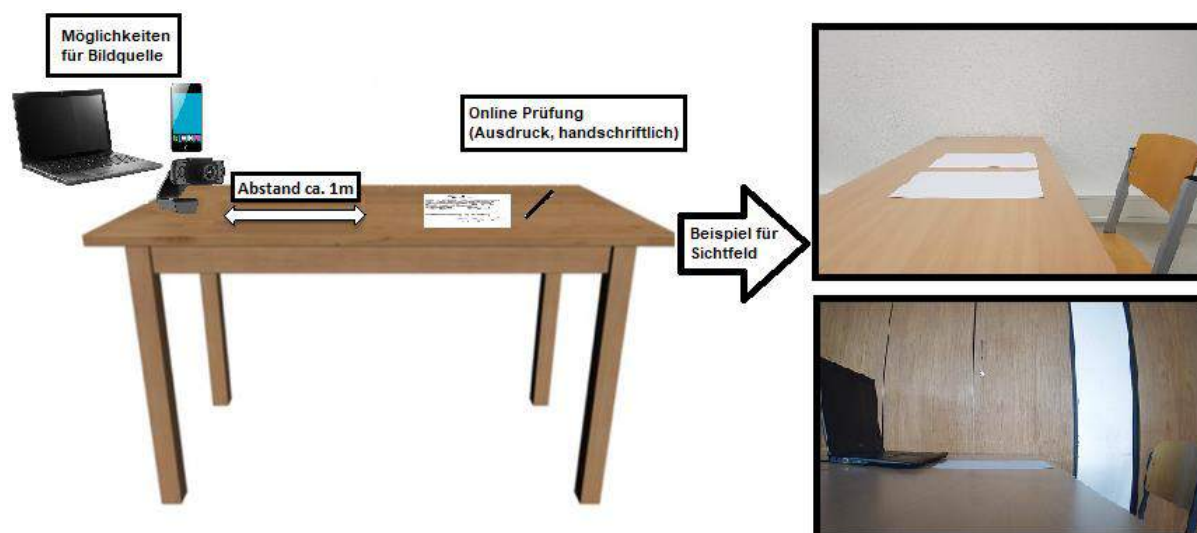 Möglichkeiten
für Bildquelle
Online Prüfung
(Ausdruck, handschriftlich)
Abstand ca. 1m
Beispiel für
Sichtfeld